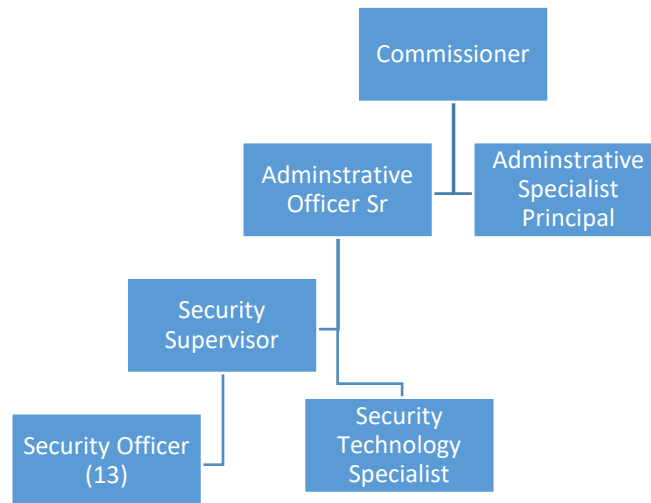 Commissioner
Adminstrative
Officer Sr
Adminstrative
Specialist
Principal
Security
Supervisor
Security Officer
(13)
Security
Technology
Specialist